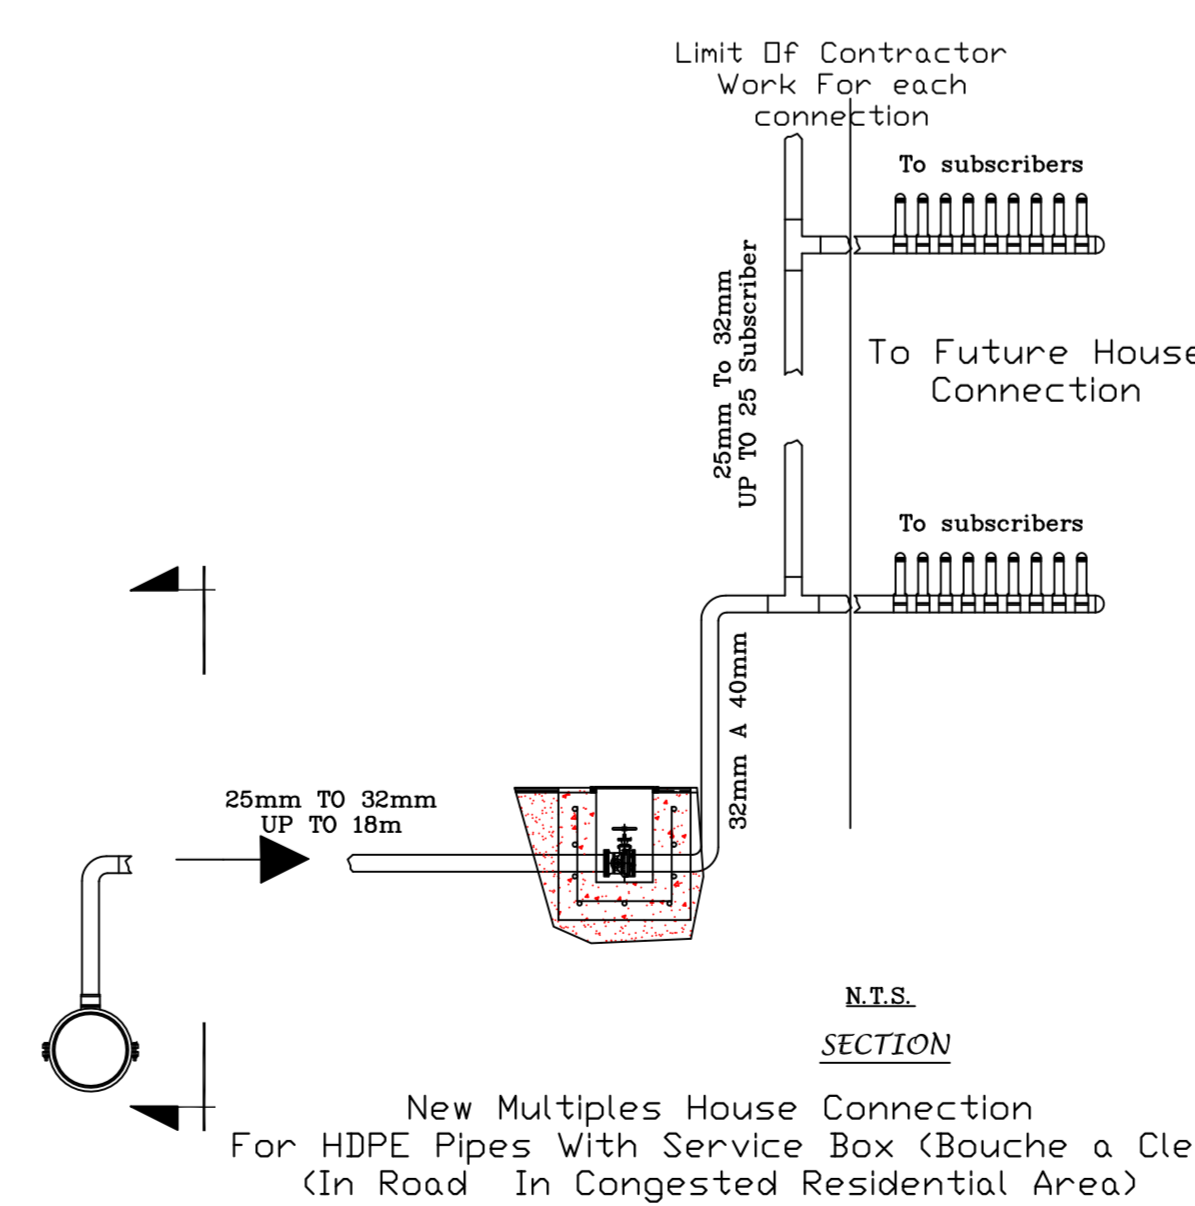 Limit Of Contractor
Work For each
connection
To subscribers
25mm To 32mm
UP TO 25 Subscriber
To Future House
Connection
To subscribers
32mm A 40mm
25mm TO 32mm
UP TO 18m
N.T.S.
SECTION
New Multiples House Connection
For HDPE Pipes With Service Box (Bouche a Cle
(In Road In Congested Residential Area)